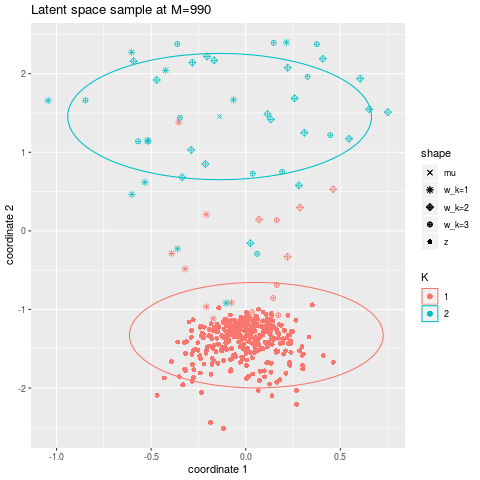 Latent space sample at M=990
coordinate 2
2
1
0
-1
-2
-1.0 -0.5 0.0 0.5
coordinate 1
shape
mu
w_k=1
w_k=2
w_k=3
z
K
1
2